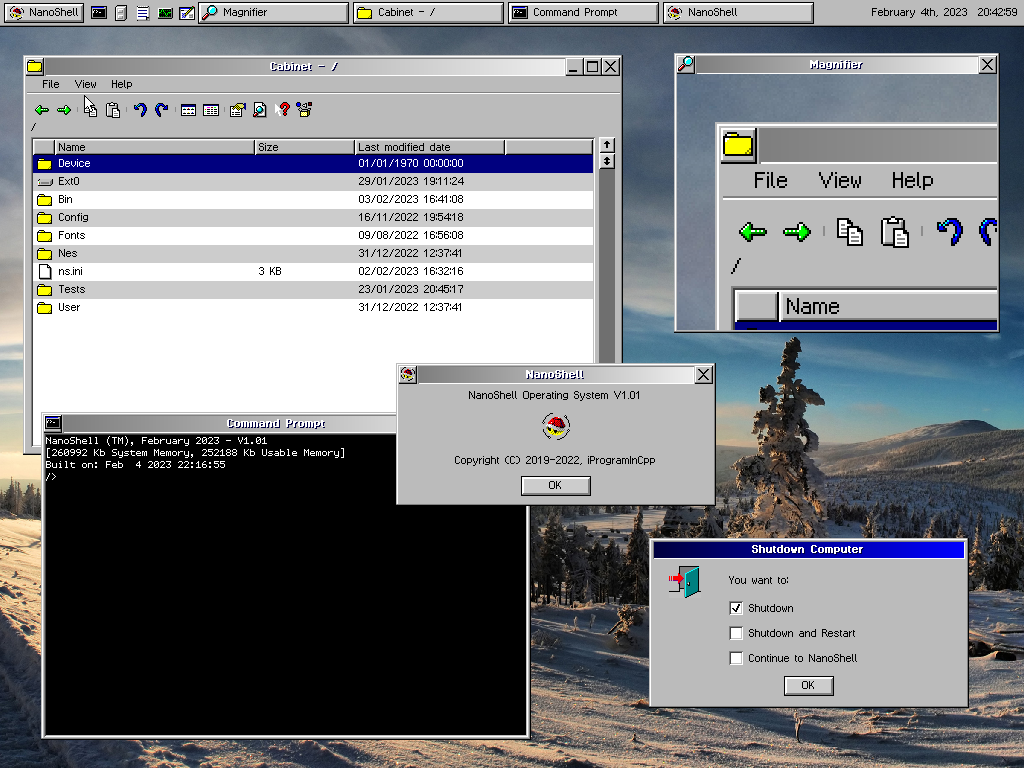 NanoShell
Magnifier
Cabinet - /
Command Prompt
NanoShell
February 4th, 2023 20:42:59
Cabinet - /
File View Help
/
Name Size Last modified date
Device 01/01/1970 00:00:00
Ext0 29/01/2023 19:11:24
Bin 03/02/2023 16:41:08
Config 16/11/2022 19:54:18
Fonts 09/08/2022 16:56:08
Nes 31/12/2022 12:37:41
ns.ini 3 KB 02/02/2023 16:32:16
Tests 23/01/2023 20:45:17
User 31/12/2022 12:37:41
Magnifier
File View Help
/
Name
NanoShell
NanoShell Operating System V1.01
Copyright (C) 2019-2022, iProgramInCpp
OK
Command Prompt
NanoShell (TM), February 2023 - V1.01
[260992 Kb System Memory, 252188 Kb Usable Memory]
Built on: Feb  4 2023 22:16:55
/>
Shutdown Computer
You want to:
Shutdown
Shutdown and Restart
Continue to NanoShell
OK